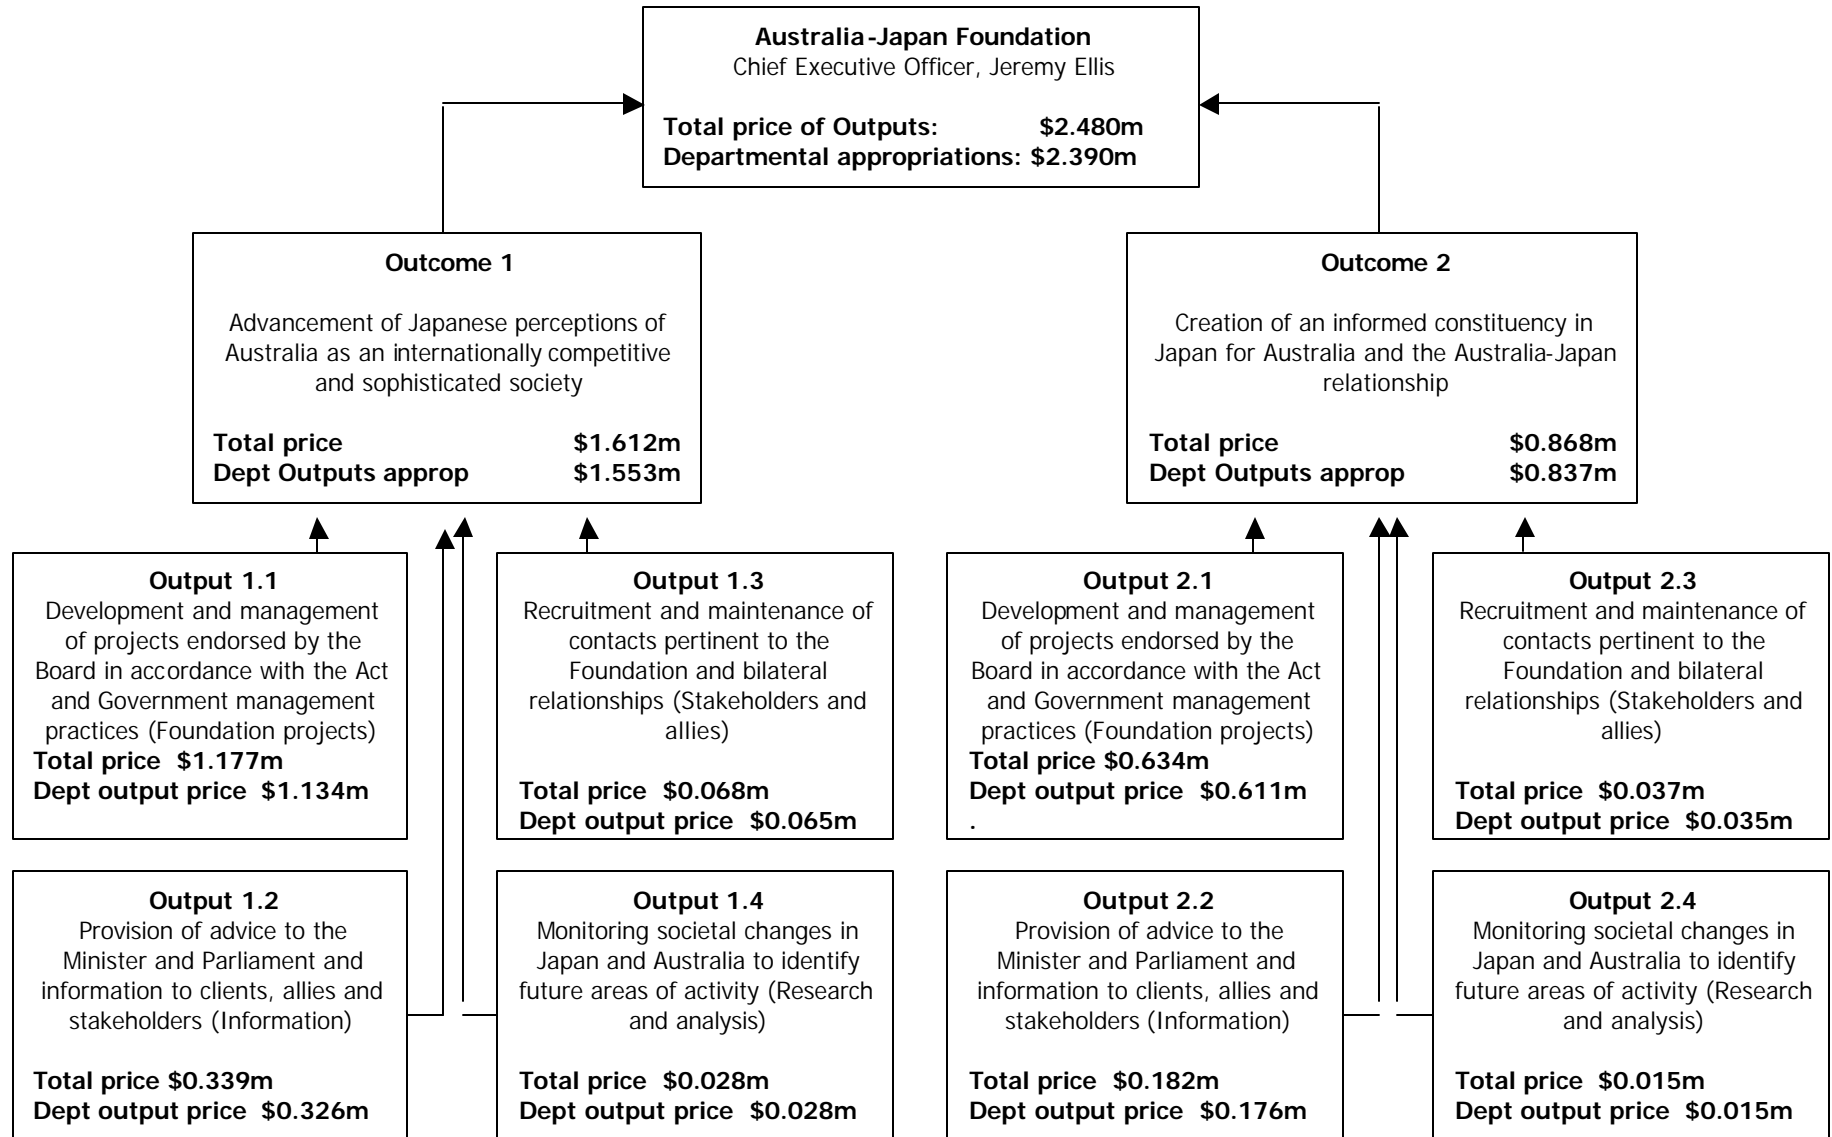 Australia-Japan Foundation
Chief Executive Officer, Jeremy Ellis
Total price of Outputs: $2.480m
Departmental appropriations: $2.390m
Outcome 1
Advancement of Japanese perceptions of
Australia as an internationally competitive
and sophisticated society
Total price $1.612m
Dept Outputs approp $1.553m
Outcome 2
Creation of an informed constituency in
Japan for Australia and the Australia-Japan
relationship
Total price $0.868m
Dept Outputs approp $0.837m
Output 1.1
Development and management
of projects endorsed by the
Board in accordance with the Act
and Government management
practices (Foundation projects)
Total price $1.177m
Dept output price $1.134m
Output 1.3
Recruitment and maintenance of
contacts pertinent to the
Foundation and bilateral
relationships (Stakeholders and
allies)
Total price $0.068m
Dept output price $0.065m
Output 2.1
Development and management
of projects endorsed by the
Board in accordance with the Act
and Government management
practices (Foundation projects)
Total price $0.634m
Dept output price $0.611m
.
Output 2.3
Recruitment and maintenance of
contacts pertinent to the
Foundation and bilateral
relationships (Stakeholders and
allies)
Total price $0.037m
Dept output price $0.035m
Output 1.2
Provision of advice to the
Minister and Parliament and
information to clients, allies and
stakeholders (Information)
Total price $0.339m
Dept output price $0.326m
Output 1.4
Monitoring societal changes in
Japan and Australia to identify
future areas of activity (Research
and analysis)
Total price $0.028m
Dept output price $0.028m
Output 2.2
Provision of advice to the
Minister and Parliament and
information to clients, allies and
stakeholders (Information)
Total price $0.182m
Dept output price $0.176m
Output 2.4
Monitoring societal changes in
Japan and Australia to identify
future areas of activity (Research
and analysis)
Total price $0.015m
Dept output price $0.015m